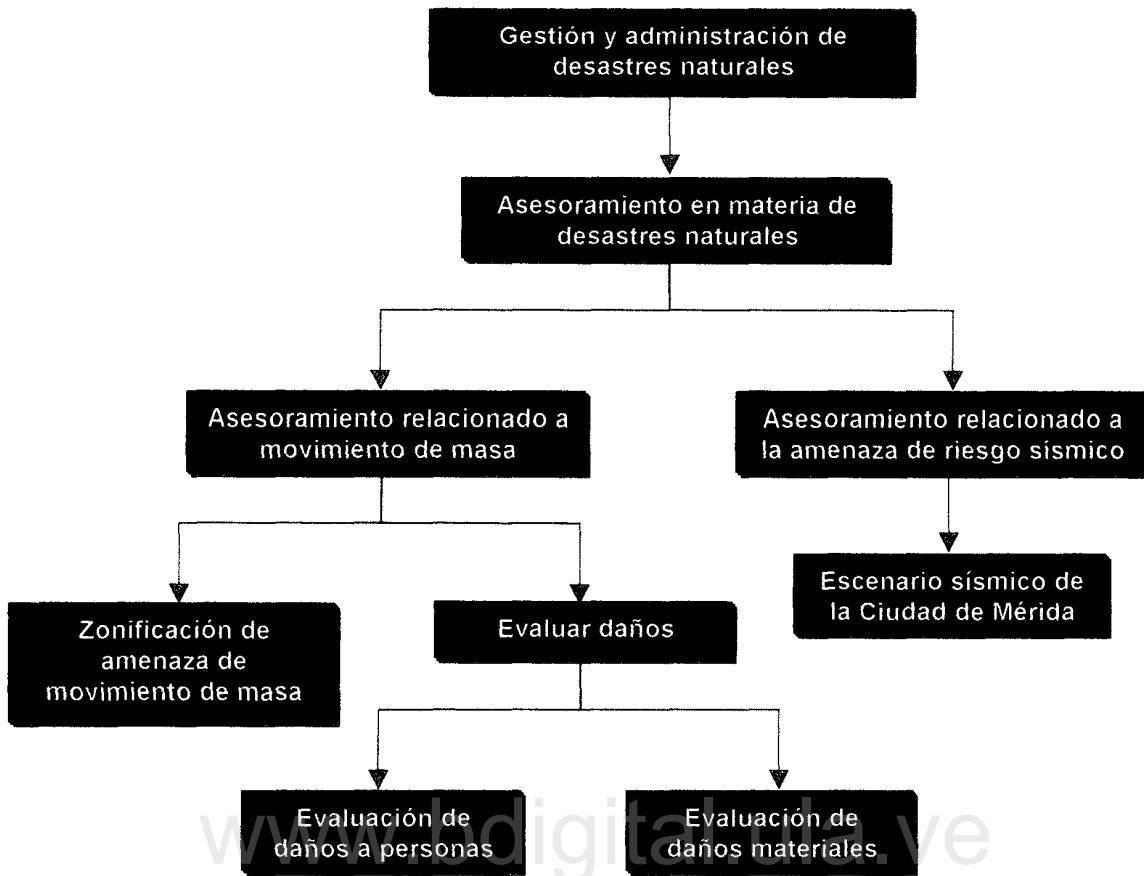 Gestión y administración de
desastres naturales
Asesoramiento en materia de
desastres naturales
Asesoramiento relacionado a
movimiento de masa
Asesoramiento relacionado a
la amenaza de riesgo sísmico
Zonificación de
amenaza de
movimiento de masa
Evaluar daños
Escenario sísmico de
la Ciudad de Mérida
Evaluación de
daños a personas
Evaluación de
daños materiales
www.bdigital.ula.ve